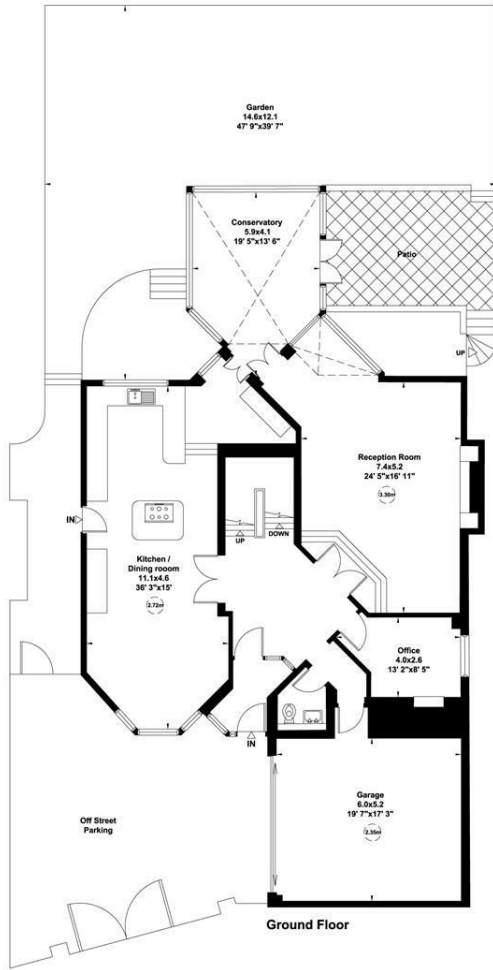 Garden
14.6x12.1
47' 9"x39' 7"
Conservatory
5.9x4.1
19' 5"x13' 6"
Patio
UP
Reception Room
7.4x5.2
24' 5"x16' 11"
3.30m
IN
UP
DOWN
Kitchen /
Dining rooom
11.1x4.6
36' 3"x15'
2.72m
Office
4.0x2.6
13' 2"x8' 5"
IN
Garage
6.0x5.2
19' 7"x17' 3"
2.35m
Off Street
Parking
Ground Floor